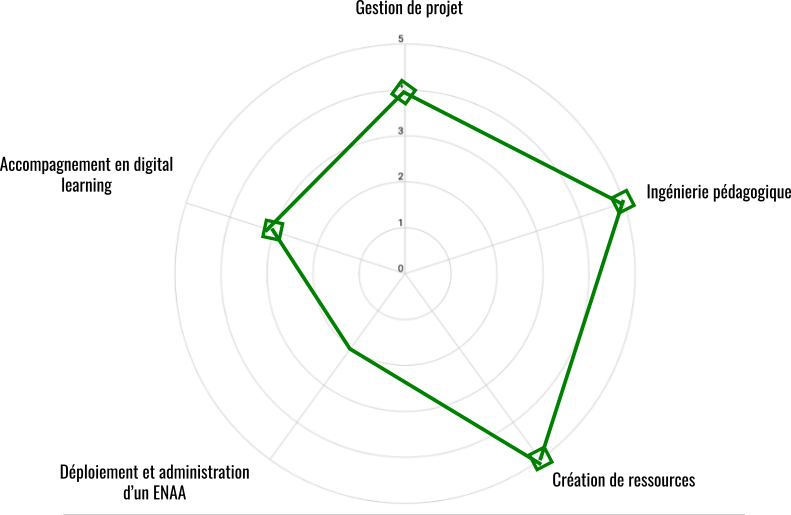 Gestion de projet
5
3
2
1
0
Accompagnement en digital
learning
Ingénierie pédagogique
Déploiement et administration
d'un ENAA
Création de ressources